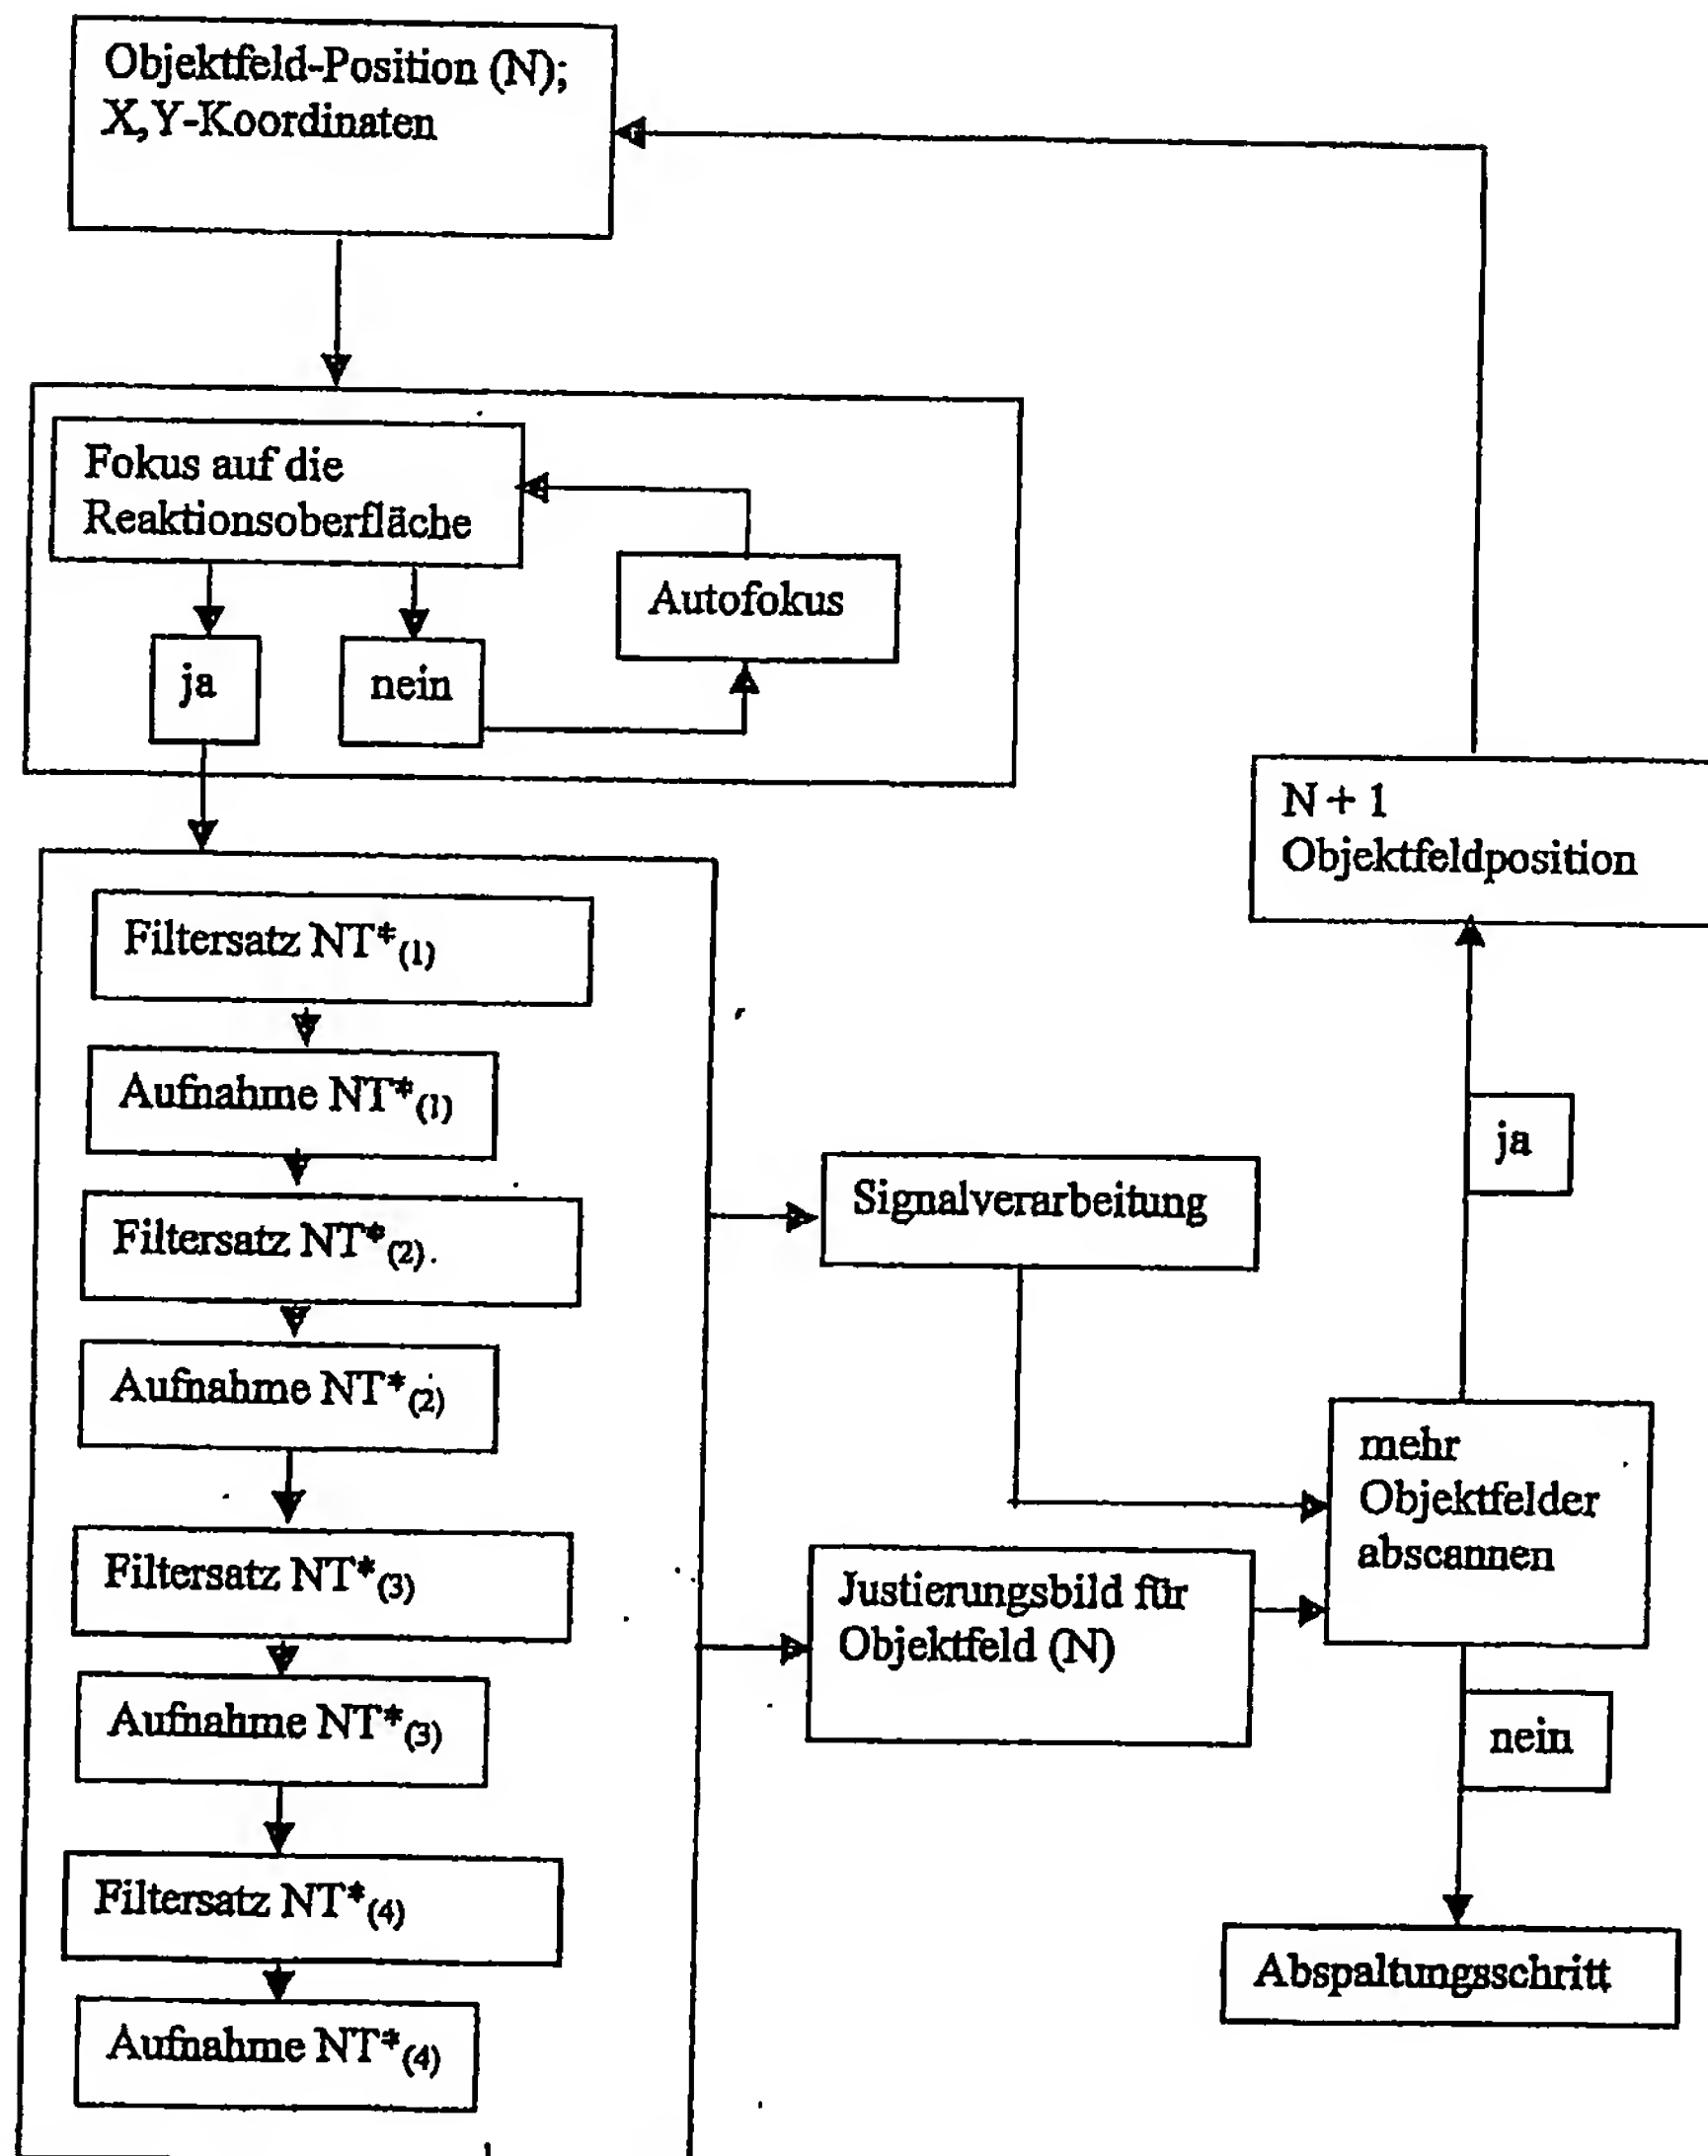 Objektfeld-Position (N);
X,Y-Koordinaten
Fokus auf die
Reaktionsoberfläche
Autofokus
ja
nein
N + 1
Objektfeldposition
Filtersatz NT*(1)
Aufnahme NT*(1)
Filtersatz NT*(2)
Aufnahme NT*(2)
Filtersatz NT*(3)
Aufnahme NT*(3)
Filtersatz NT*(4)
Aufnahme NT*(4)
Signalverarbeitung
Justierungsbild für
Objektfeld (N)
ja
mehr
Objektfelder
abscannen
nein
Abspaltungsschritt